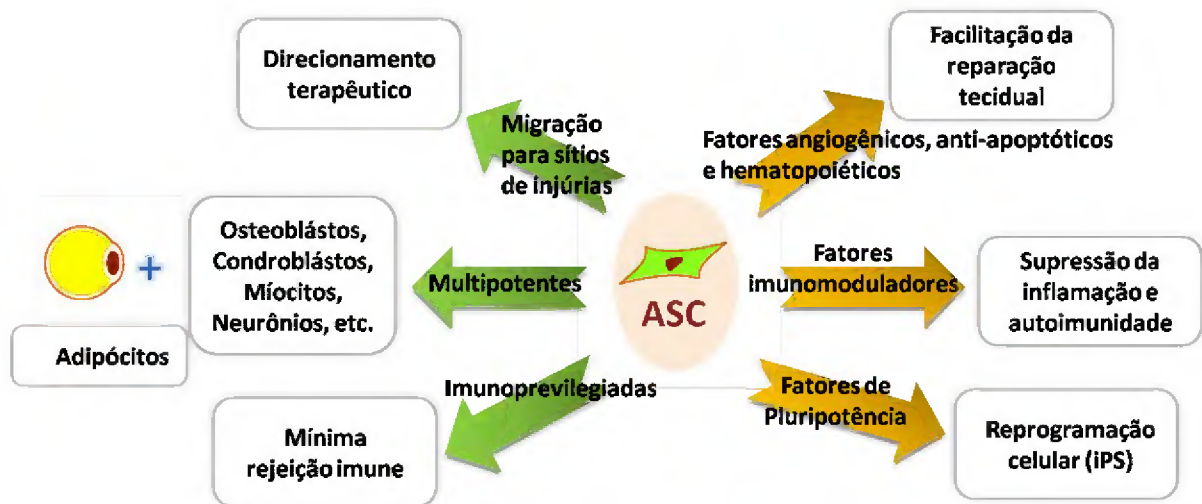 Direcionamento
terapêutico
Migração
para sítios
de injúrias
Facilitação da
reparação
tecidual
Fatores angiogênicos, anti-apoptóticos
e hematopoiéticos
+
Osteoblástos,
Condroblástos,
Míocitos,
Neurônios, etc.
Adipócitos
Multipotentes
ASC
Fatores
imunomoduladores
Supressão da
inflamação e
autoimunidade
Imunoprevilegiadas
Mínima
rejeição imune
Fatores de
Pluripotência
Reprogramação
celular (iPS)